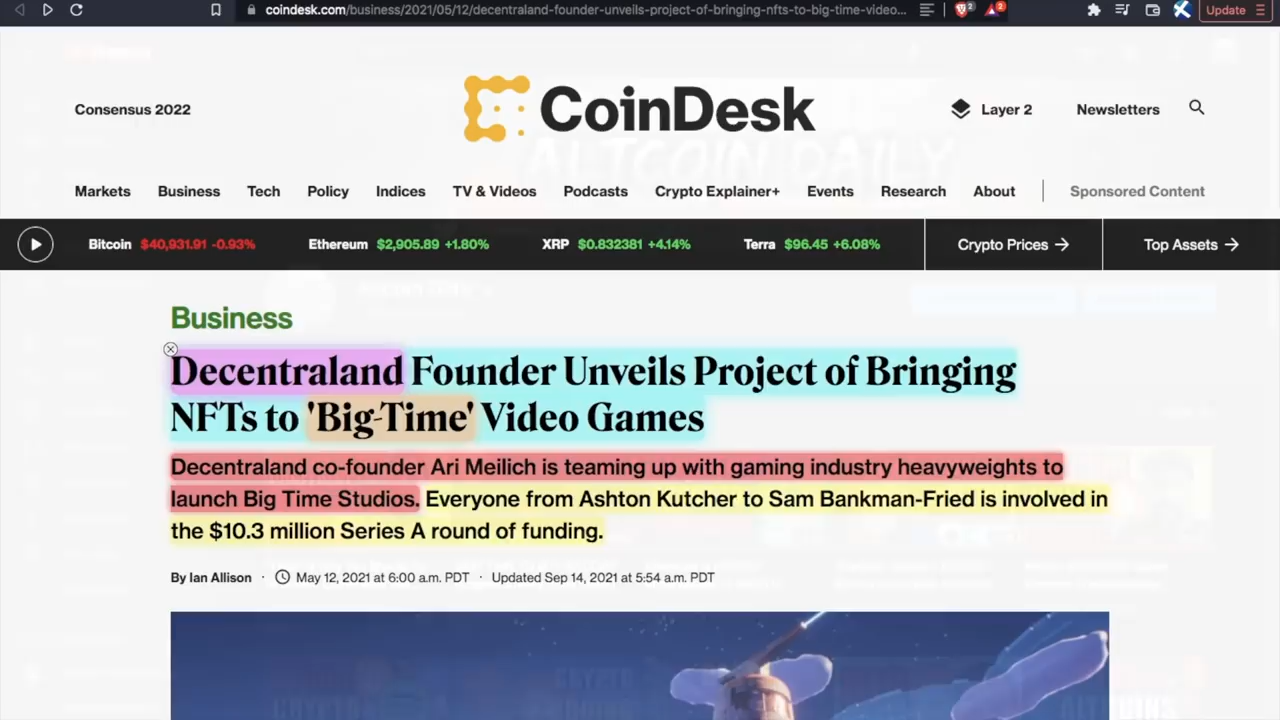 coindesk.com/business/2021/05/12/decentraland-founder-unveils-project-of-bringing-nfts-to-big-time-video...
2
2
Update
Consensus 2022
CoinDesk
Layer 2
Newsletters
ALTCOIN DAILY
Markets
Business
Tech
Policy
Indices
TV & Videos
Podcasts
Crypto Explainer+
Events
Research
About
Sponsored Content
Bitcoin $40,931.91 -0.93%
Ethereum $2,905.89 +1.80%
XRP $0.832381 +4.14%
Terra $96.45 +6.08%
Crypto Prices →
Top Assets →
Business
Decentraland Founder Unveils Project of Bringing
NFTs to 'Big-Time' Video Games
Decentraland co-founder Ari Meilich is teaming up with gaming industry heavyweights to
launch Big Time Studios. Everyone from Ashton Kutcher to Sam Bankman-Fried is involved in
the $10.3 million Series A round of funding.
By Ian Allison · May 12, 2021 at 6:00 a.m. PDT · Updated Sep 14, 2021 at 5:54 a.m. PDT